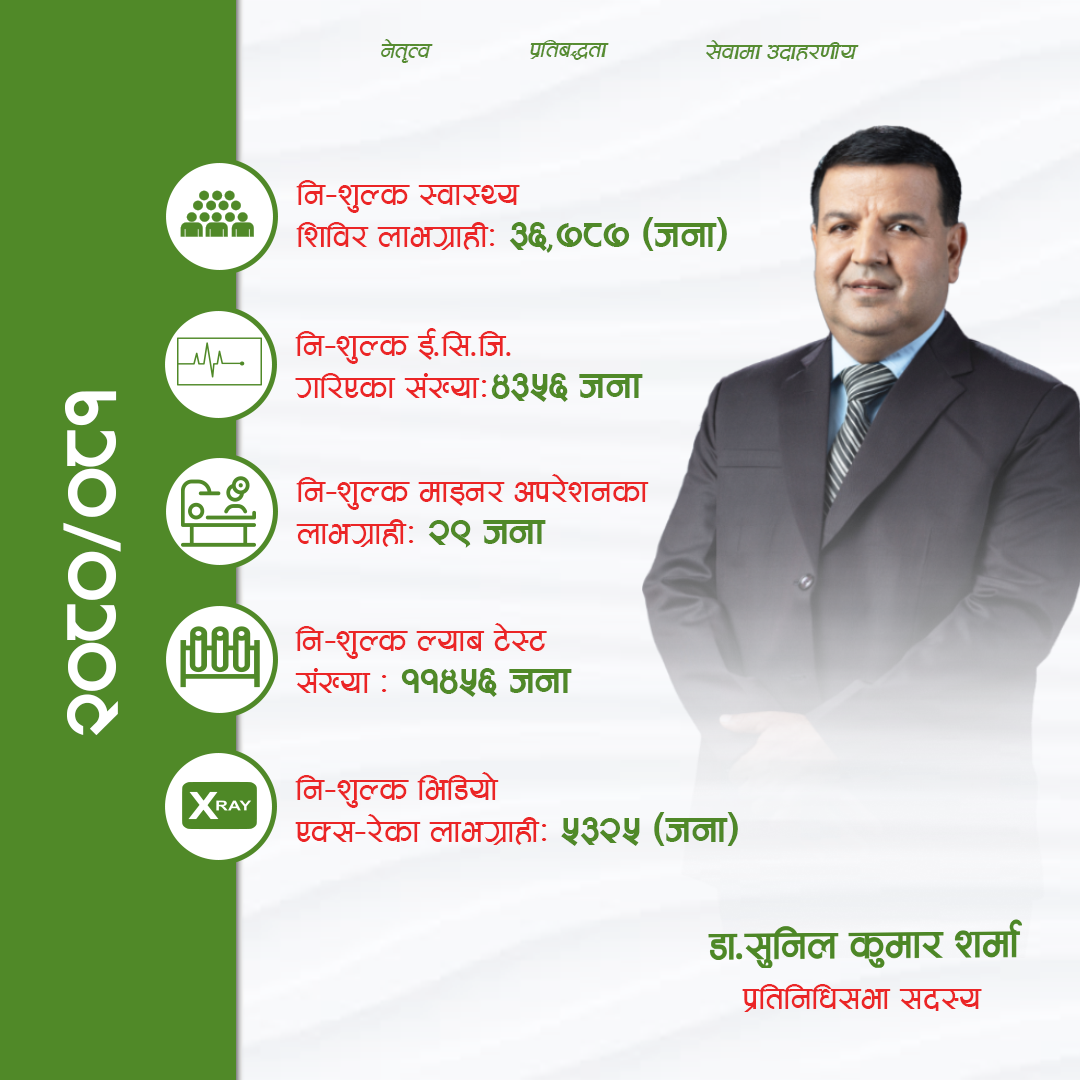 नेतृत्व प्रतिबद्धता सेवामा उदाहरणीय
२०८०/०८१
नि-शुल्क स्वास्थ्य
शिविर लाभग्राही: ३६,७८७ (जना)
नि-शुल्क ई.सि.जि.
गरिएका संख्या:४३५६ जना
नि-शुल्क माइनर अपरेशनका
लाभग्राही: २९ जना
नि-शुल्क ल्याब टेस्ट
संख्या : ११४५६ जना
XRAY
नि-शुल्क भिडियो
एक्स-रेका लाभग्राही: ५३२५ (जना)
डा.सुनिल कुमार शर्मा
प्रतिनिधिसभा सदस्य